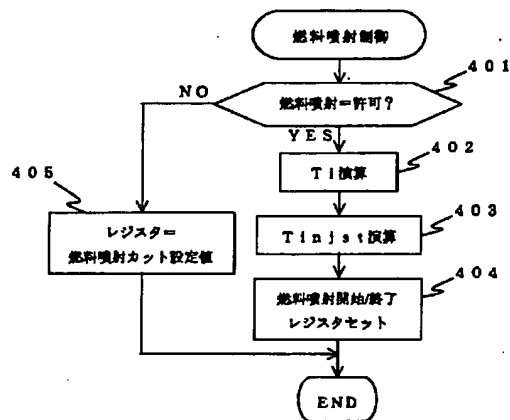 燃料噴射制御
401
燃料噴射=許可?
NO
YES
402
Ti演算
405
403
レジスタ=
燃料噴射カット設定値
Tinjst演算
404
燃料噴射開始/終了
レジスタセット
END